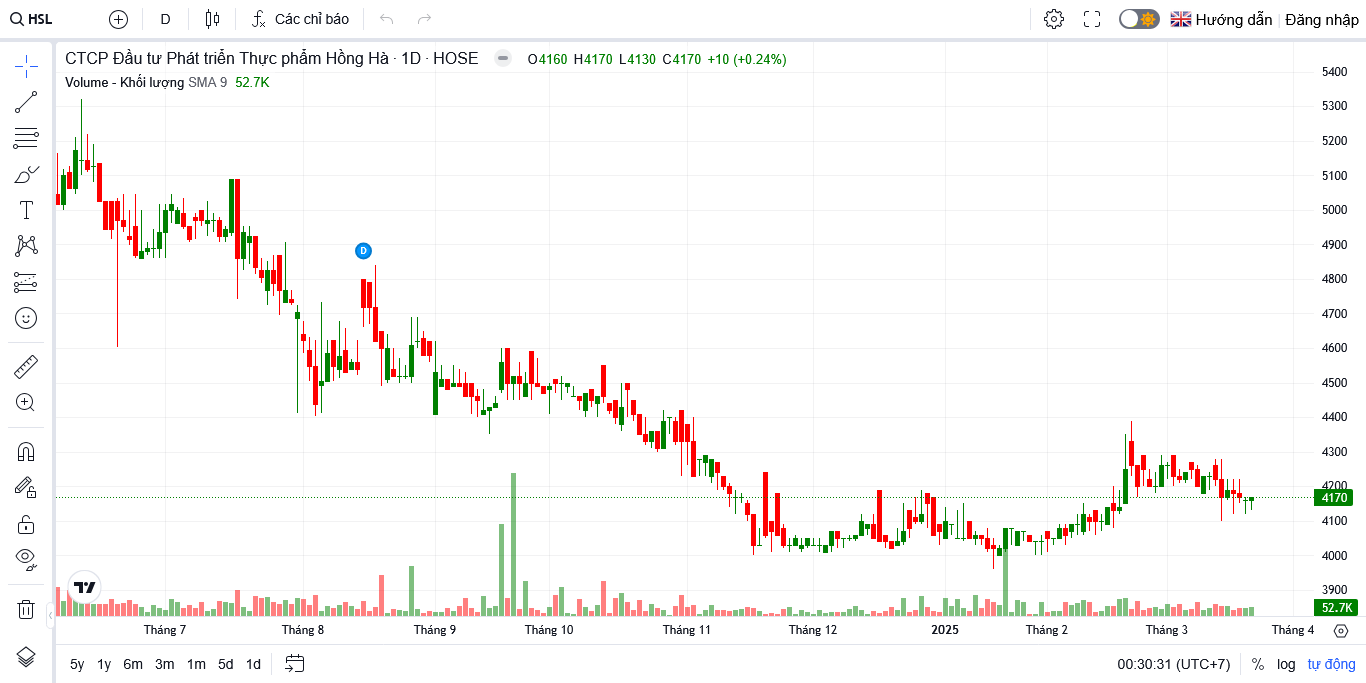 HSL D Các chỉ báo Hướng dẫn Đăng nhập
CTCP Đầu tư Phát triển Thực phẩm Hồng Hà · 1D · HOSE O4160 H4170 L4130 C4170 +10 (+0.24%)
Volume - Khối lượng SMA 9 52.7K
5400
5300
5200
5100
5000
4900
D
4800
4700
4600
4500
4400
4300
4200
4170
4100
4000
3900
52.7K
Tháng 7 Tháng 8 Tháng 9 Tháng 10 Tháng 11 Tháng 12 2025 Tháng 2 Tháng 3 Tháng 4
5y 1y 6m 3m 1m 5d 1d 00:30:31 (UTC+7) % log tự động